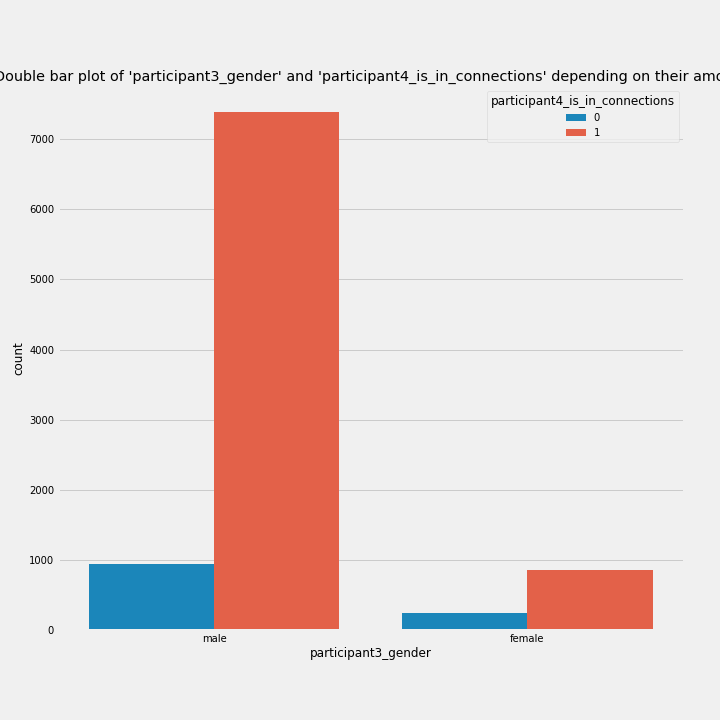 Double bar plot of 'participant3_gender' and 'participant4_is_in_connections' depending on their amo
participant4_is_in_connections
0
1
7000
6000
5000
4000
3000
2000
1000
0
count
male
female
participant3_gender